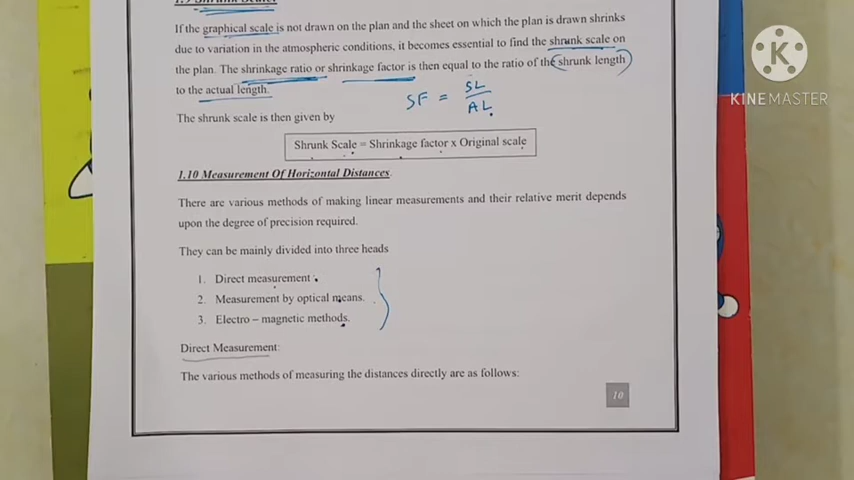 1.9 Shrunk Scale:
If the graphical scale is not drawn on the plan and the sheet on which the plan is drawn shrinks
due to variation in the atmospheric conditions, it becomes essential to find the shrunk scale on
the plan. The shrinkage ratio or shrinkage factor is then equal to the ratio of the shrunk length
to the actual length.
SF = SL / AL
The shrunk scale is then given by
Shrunk Scale = Shrinkage factor x Original scale
1.10 Measurement Of Horizontal Distances.
There are various methods of making linear measurements and their relative merit depends
upon the degree of precision required.
They can be mainly divided into three heads
1. Direct measurement
2. Measurement by optical means.
3. Electro – magnetic methods.
Direct Measurement:
The various methods of measuring the distances directly are as follows:
10
K
KINEMASTER